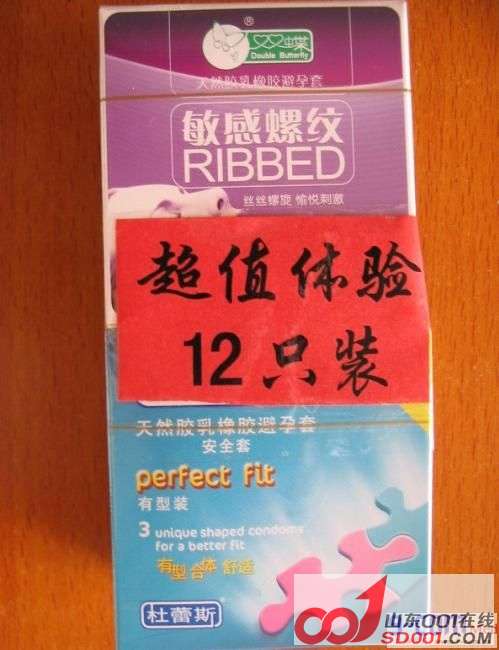 ®
双双蝶
Double Butterfly
天然胶乳橡胶避孕套
敏感螺纹
RIBBED
丝丝螺旋 愉悦刺激
超值体验
12只装
天然胶乳橡胶避孕套
安全套
perfect fit
有型装
3 unique shaped condoms
for a better fit
有型合体 舒适
杜蕾斯
山东001在线
SD001.COM